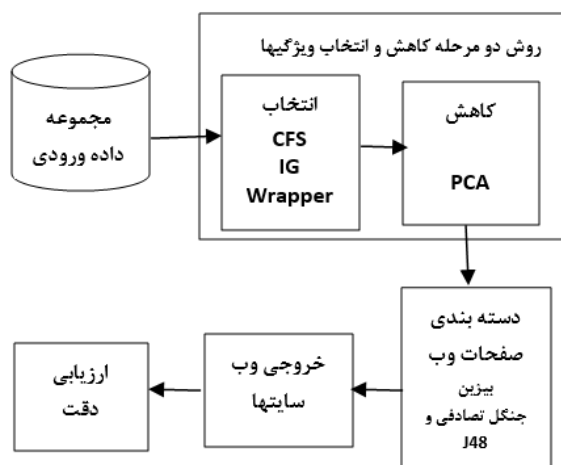 روش دو مرحله کاهش و انتخاب ویژگیها
مجموعه
داده ورودی
انتخاب
CFS
IG
Wrapper
کاهش
PCA
دسته بندی
صفحات وب
بیزین
جنگل تصادفی و
J48
خروجی وب
سایتها
ارزیابی
دقت